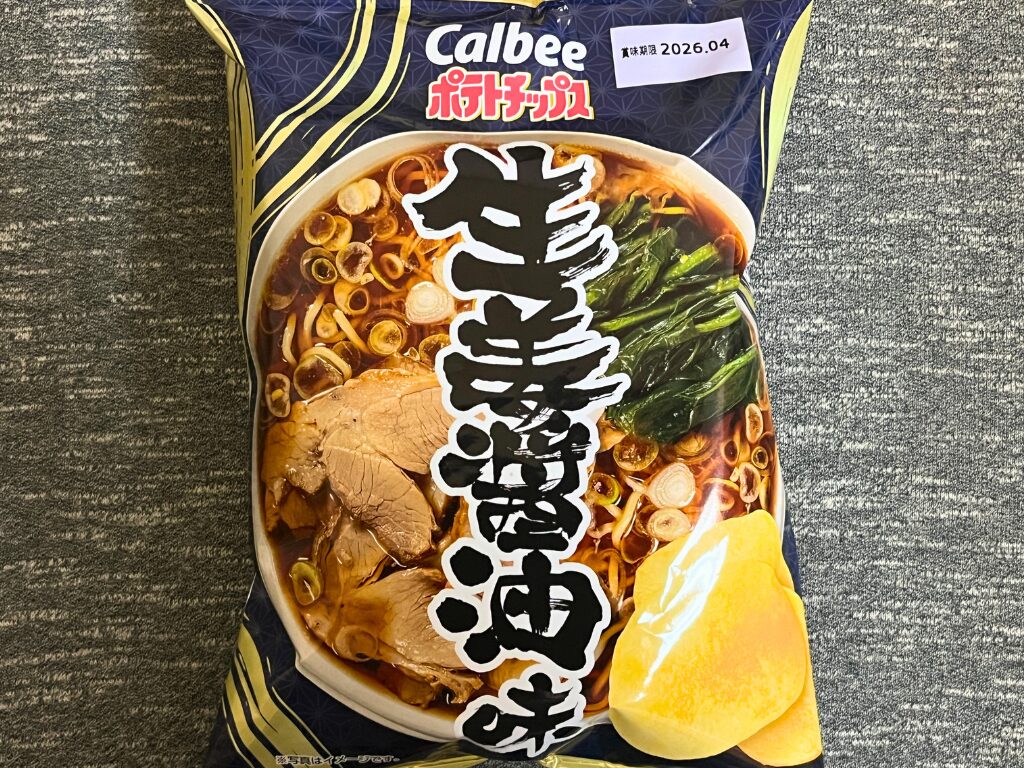 Calbee
ポテトチップス
賞味期限 2026.04
生姜醤油味
※写真はイメージです。